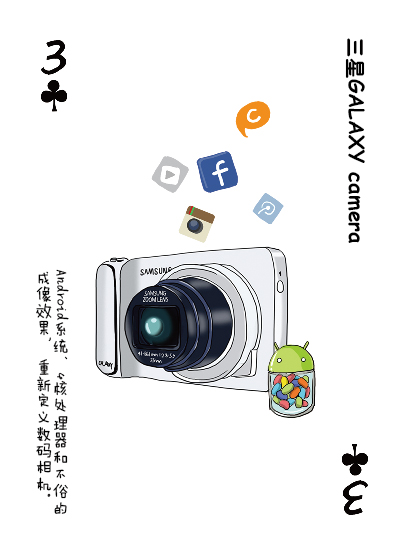 3
三星GALAXY camera
C
f
SAMSUNG
SAMSUNG
ZOOM LENS
23mm
Android系统、4核处理器和不俗的
成像效果，重新定义数码相机。
3